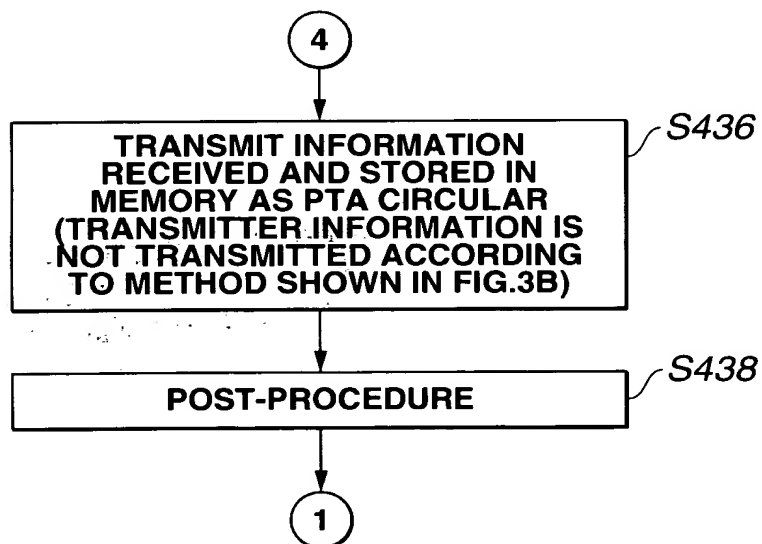 4
TRANSMIT INFORMATION
RECEIVED AND STORED IN
MEMORY AS PTA CIRCULAR
(TRANSMITTER INFORMATION IS
NOT TRANSMITTED ACCORDING
TO METHOD SHOWN IN FIG.3B)
S436
POST-PROCEDURE
S438
1